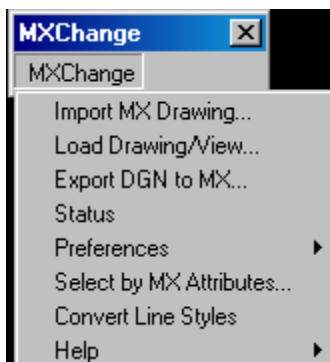 MXChange
MXChange
Import MX Drawing...
Load Drawing/View...
Export DGN to MX...
Status
Preferences
Select by MX Attributes...
Convert Line Styles
Help